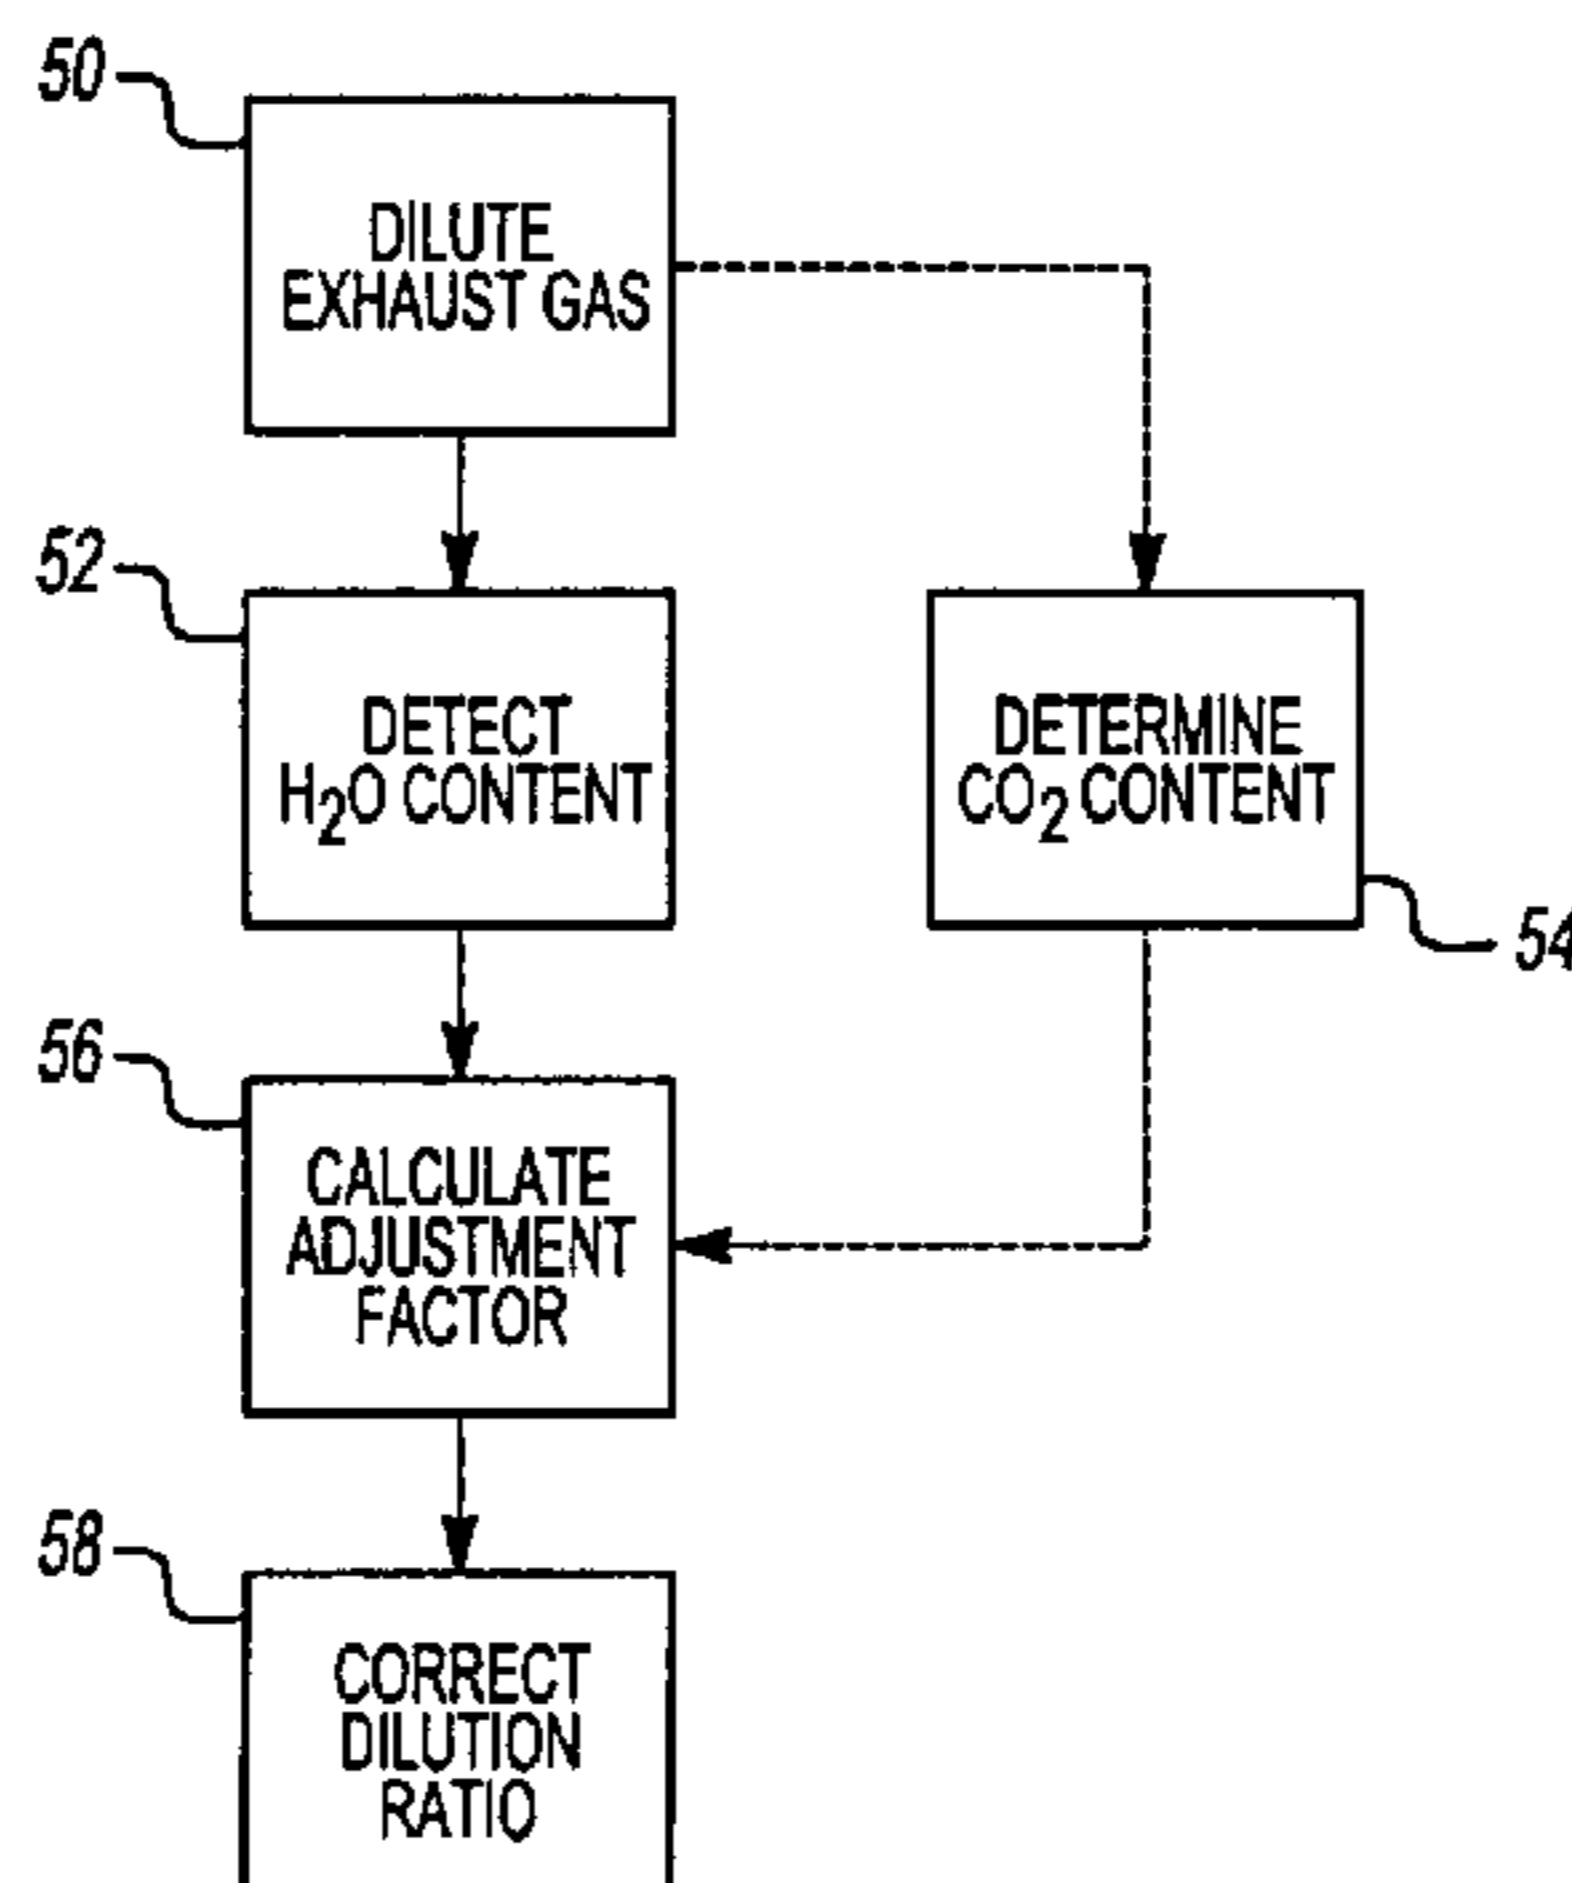 50
DILUTE
EXHAUST GAS
52
DETECT
H₂O CONTENT
DETERMINE
CO₂ CONTENT
54
56
CALCULATE
ADJUSTMENT
FACTOR
58
CORRECT
DILUTION
RATIO